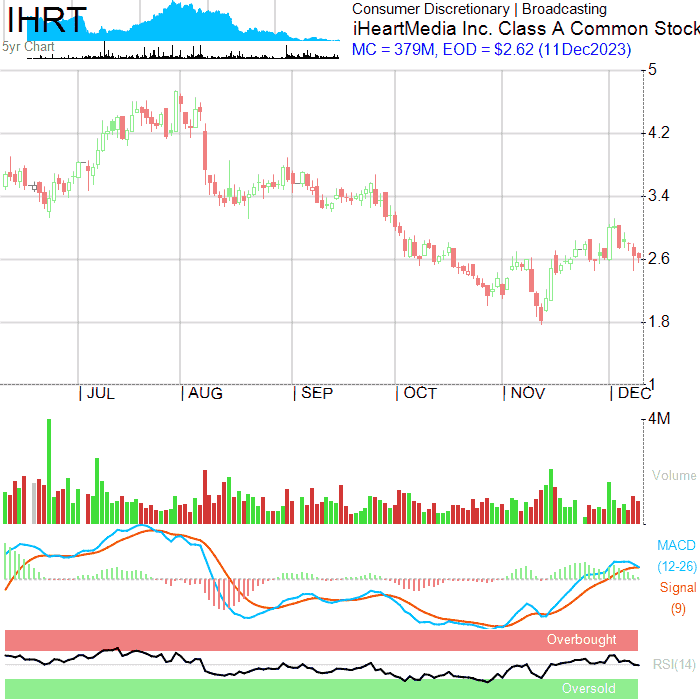 IHRT
5yr Chart
Consumer Discretionary | Broadcasting
iHeartMedia Inc. Class A Common Stock
MC = 379M, EOD = $2.62 (11Dec2023)
5
4.2
3.4
2.6
1.8
1
JUL AUG SEP OCT NOV DEC
4M
Volume
MACD
(12-26)
Signal
(9)
Overbought
RSI(14)
Oversold